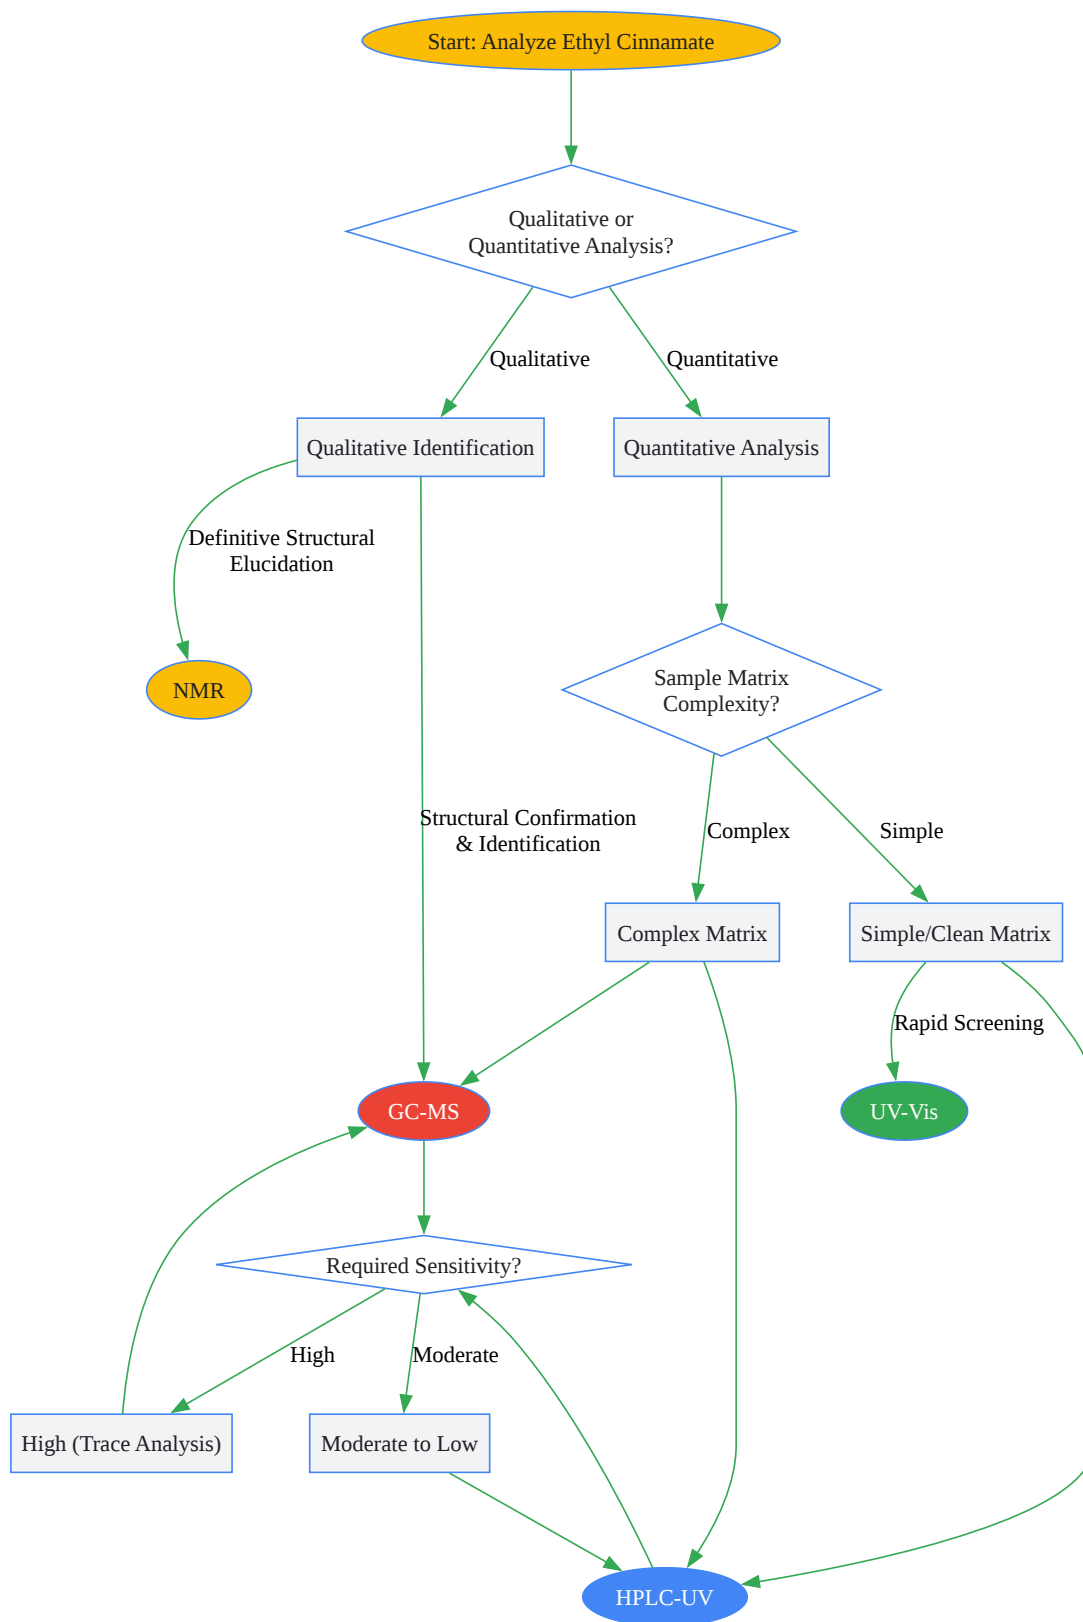 Start: Analyze Ethyl Cinnamate
Qualitative or
Quantitative Analysis?
Qualitative
Quantitative
Qualitative Identification
Quantitative Analysis
Definitive Structural
Elucidation
NMR
Sample Matrix
Complexity?
Structural Confirmation
& Identification
Complex
Simple
Complex Matrix
Simple/Clean Matrix
Rapid Screening
GC-MS
UV-Vis
Required Sensitivity?
High
Moderate
High (Trace Analysis)
Moderate to Low
HPLC-UV